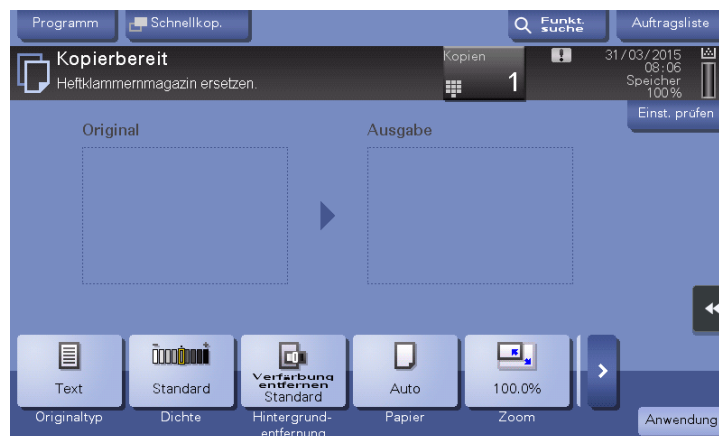 Programm
Schnellkop.
Funkt.
suche
Auftragsliste
Kopierbereit
Heftklammernmagazin ersetzen.
Kopien
1
31/03/2015
08:06
Speicher
100%
Einst. prüfen
Original
Ausgabe
Text
Standard
Verfärbung
entfernen
Standard
Auto
100.0%
Originaltyp
Dichte
Hintergrund-
entfernung
Papier
Zoom
Anwendung